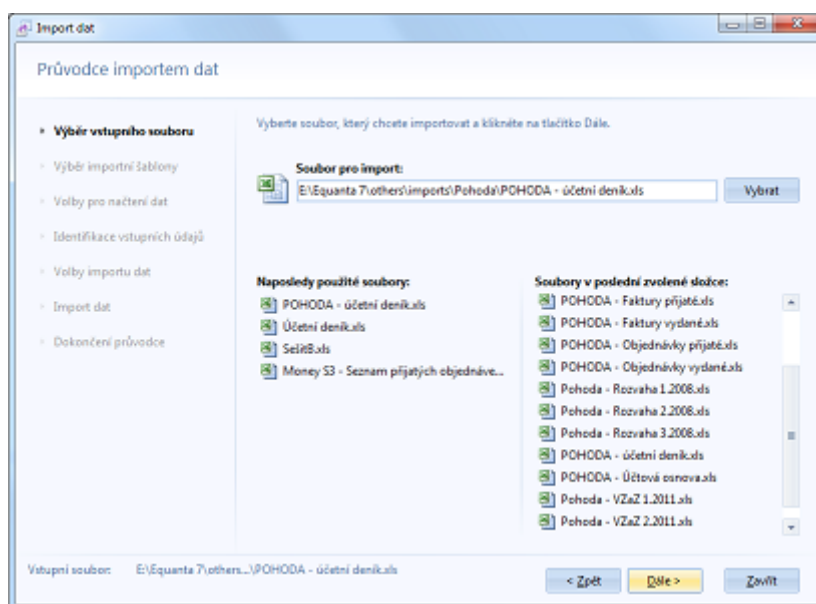 Import dat
Průvodce importem dat
Výběr vstupního souboru
Výběr importní šablony
Volby pro načtení dat
Identifikace vstupních údajů
Volby importu dat
Import dat
Dokončení průvodce
Vyberte soubor, který chcete importovat a klikněte na tlačítko Dále.
Soubor pro import:
E:\Equanta 7\others\imports\Pohoda\POHODA - účetní deník.xls
Vybrat
Naposledy použité soubory:
POHODA - účetní deník.xls
Účetní deník.xls
SešitB.xls
Money S3 - Seznam přijatých objednáve...
Soubory v poslední zvolené složce:
POHODA - Faktury přijaté.xls
POHODA - Faktury vydané.xls
POHODA - Objednávky přijaté.xls
POHODA - Objednávky vydané.xls
Pohoda - Rozvaha 1.2008.xls
Pohoda - Rozvaha 2.2008.xls
Pohoda - Rozvaha 3.2008.xls
POHODA - účetní deník.xls
POHODA - Účtová osnova.xls
Pohoda - VZaZ 1.2011.xls
Pohoda - VZaZ 2.2011.xls
Vstupní soubor: E:\Equanta 7\others...\POHODA - účetní deník.xls
< Zpět
Dále >
Zavřít